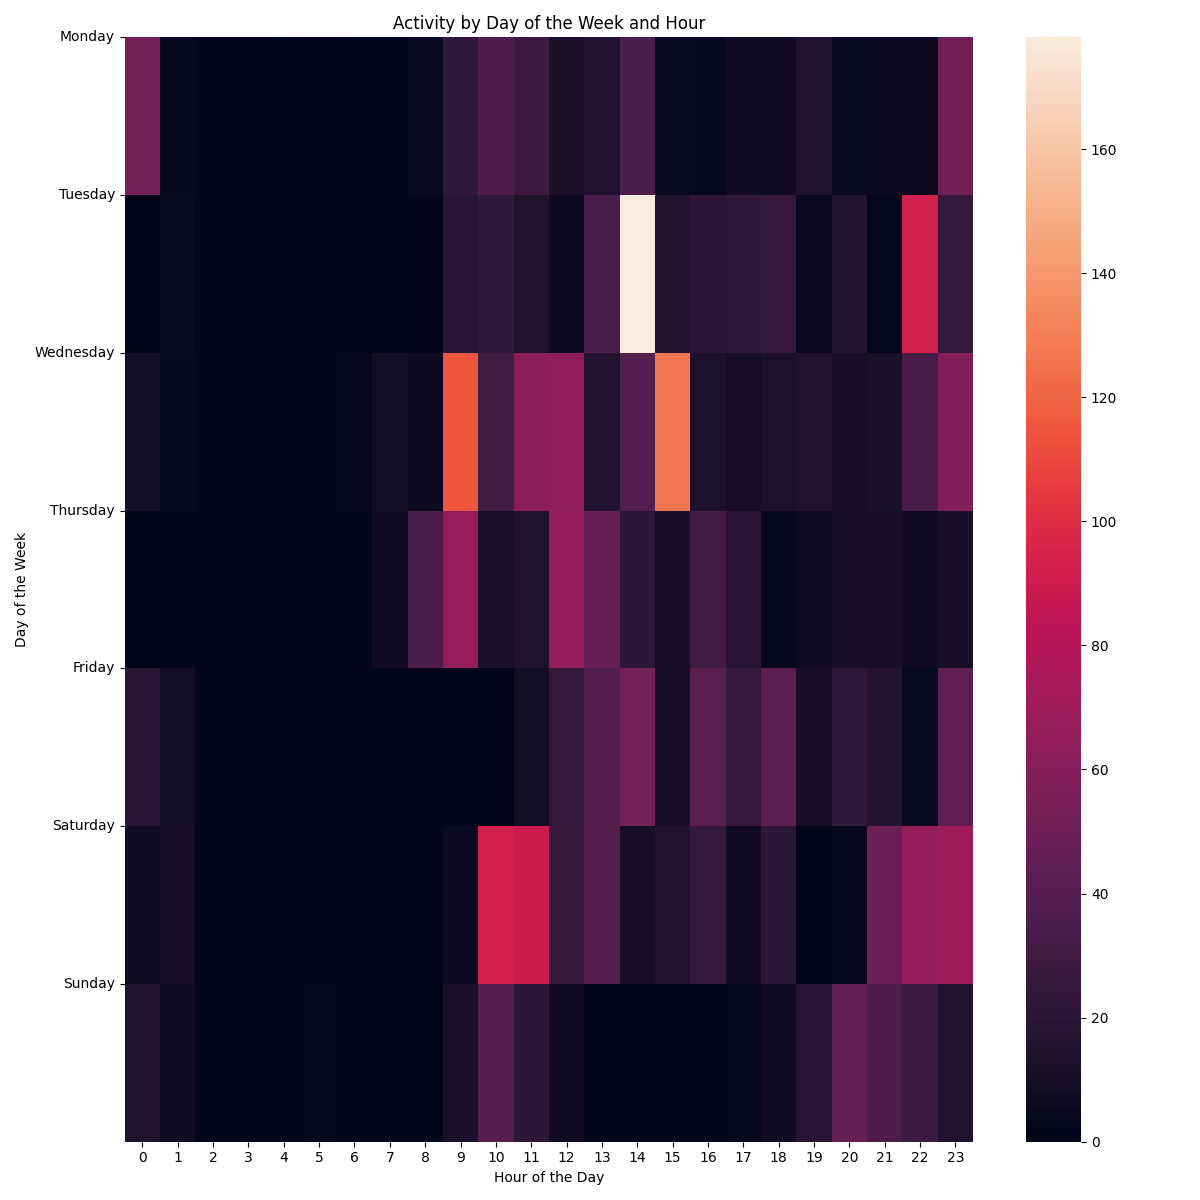 Activity by Day of the Week and Hour
Monday
Tuesday
Wednesday
Thursday
Friday
Saturday
Sunday
Day of the Week
0 1 2 3 4 5 6 7 8 9 10 11 12 13 14 15 16 17 18 19 20 21 22 23
Hour of the Day
160
140
120
100
80
60
40
20
0